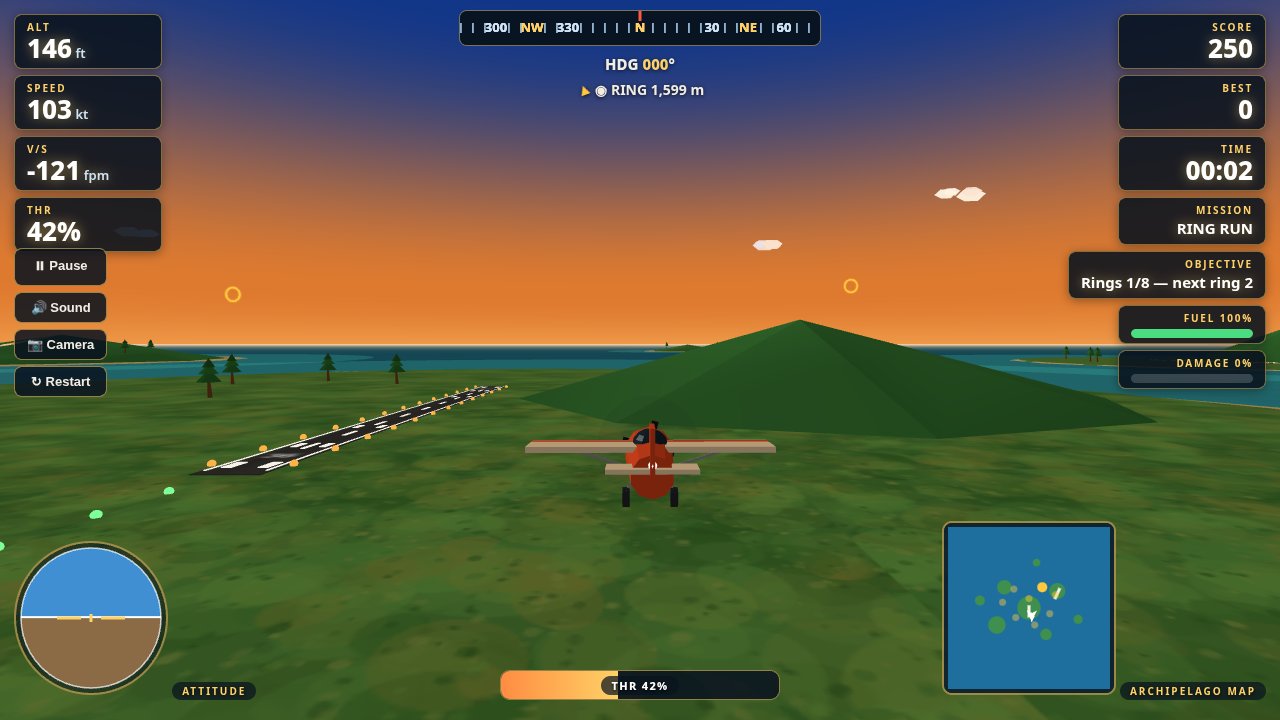 ALT
146 ft
SPEED
103 kt
V/S
-121 fpm
THR
42%
⏸ Pause
🔊 Sound
📷 Camera
↻ Restart
300 NW 330 N 30 NE 60
HDG 000°
▲ ◉ RING 1,599 m
SCORE
250
BEST
0
TIME
00:02
MISSION
RING RUN
OBJECTIVE
Rings 1/8 — next ring 2
FUEL 100%
DAMAGE 0%
ATTITUDE
THR 42%
ARCHIPELAGO MAP